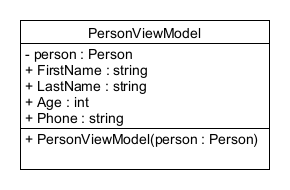 PersonViewModel
- person : Person
+ FirstName : string
+ LastName : string
+ Age : int
+ Phone : string
+ PersonViewModel(person : Person)